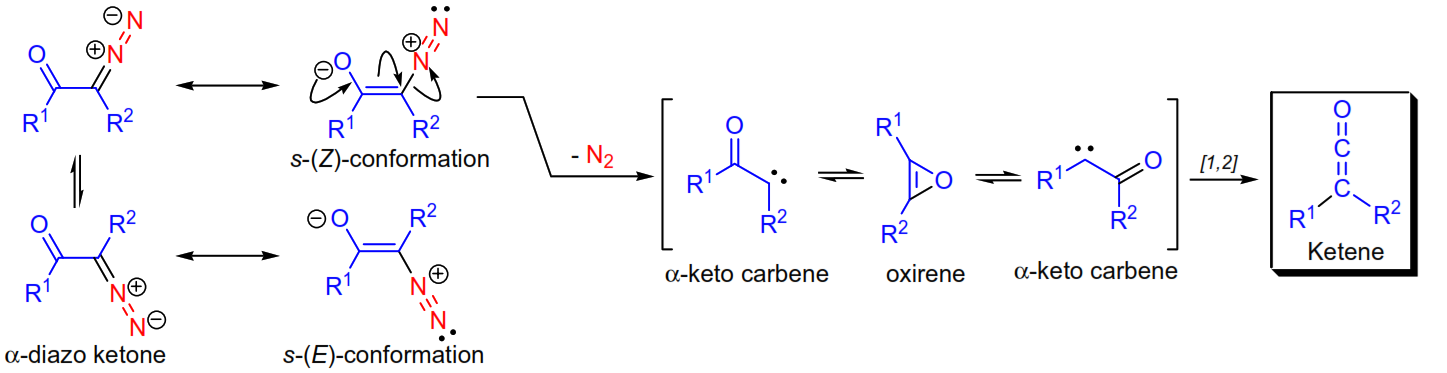 O
R¹
R²
⊕
N
N
⊖
⊖
O
R¹
R²
⊕
N
N
s-(Z)-conformation
O
R¹
R²
N
⊕
N
⊖
α-diazo ketone
⊖
O
R¹
R²
N
⊕
N
s-(E)-conformation
- N₂
O
R¹
R²
α-keto carbene
R¹
O
R²
oxirene
R¹
O
R²
α-keto carbene
[1,2]
O
C
C
R¹
R²
Ketene